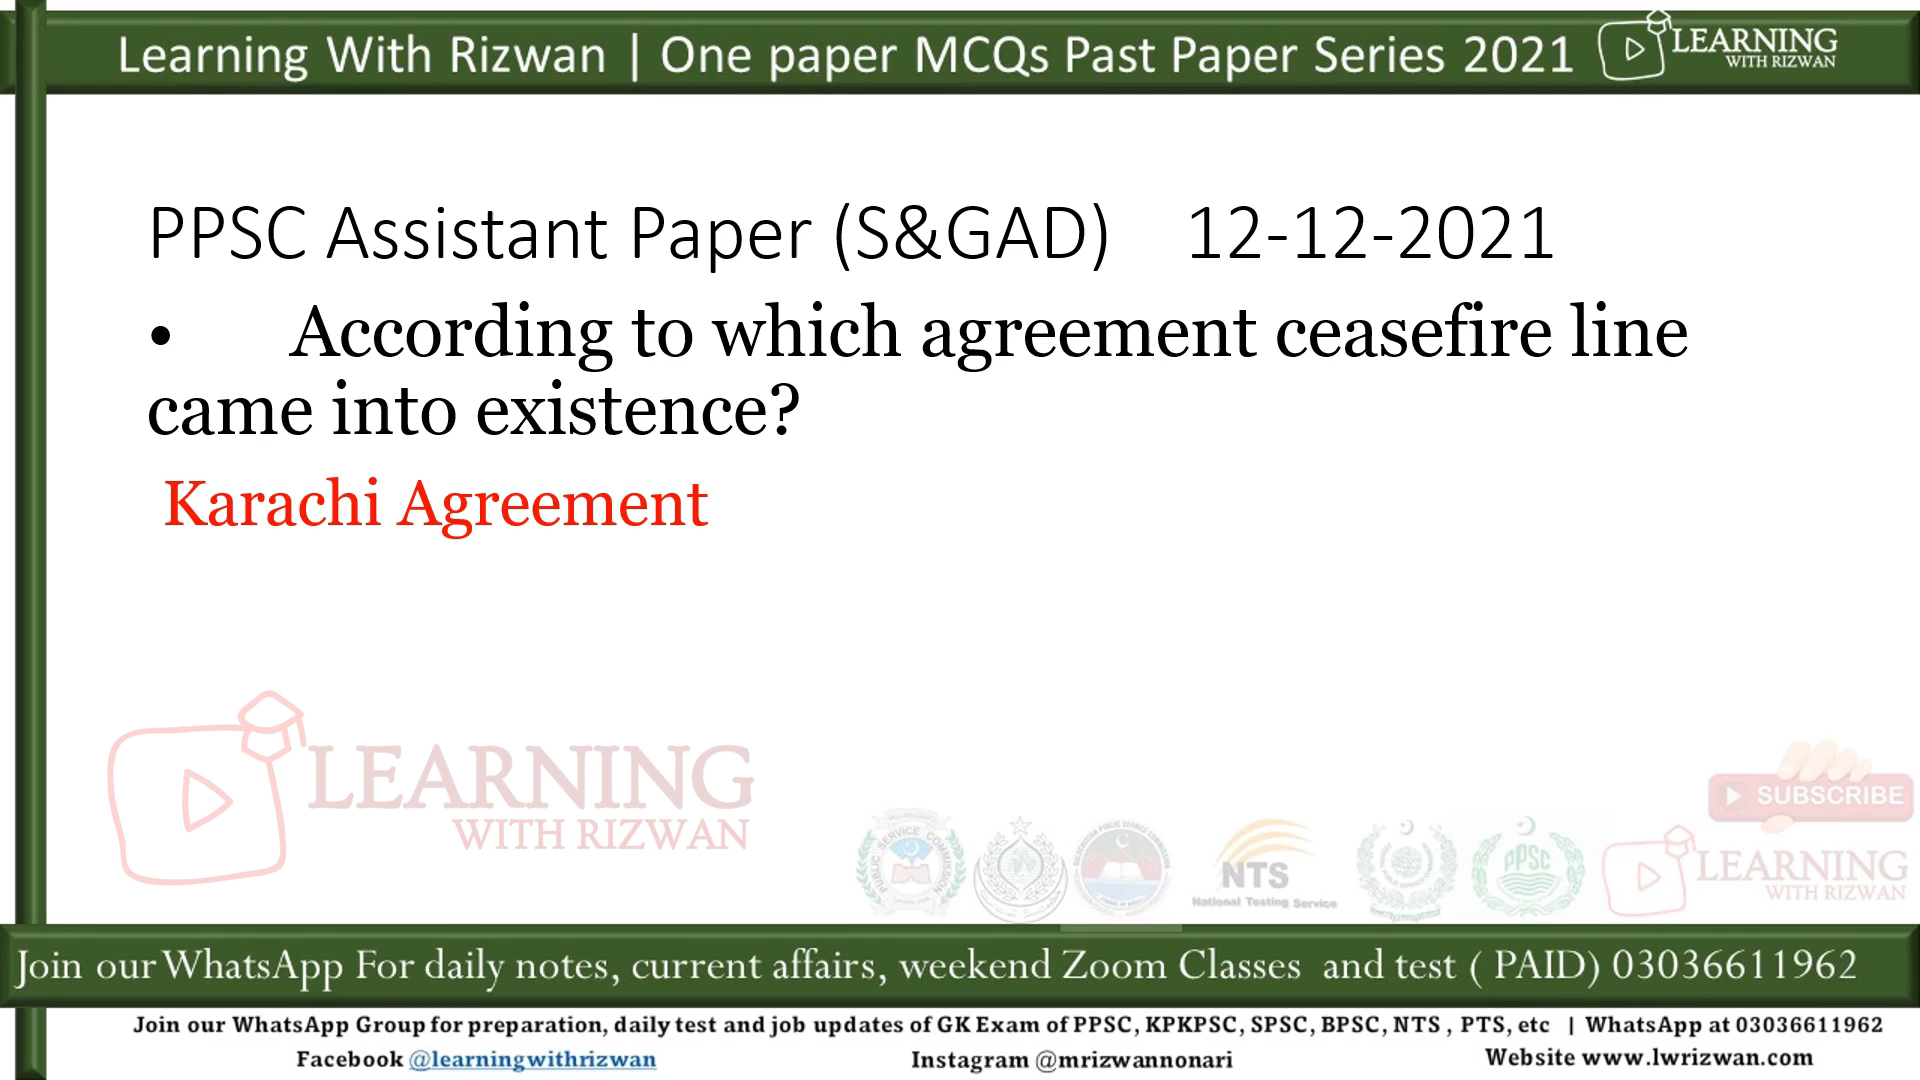 Learning With Rizwan | One paper MCQs Past Paper Series 2021
LEARNING
WITH RIZWAN
PPSC Assistant Paper (S&GAD) 12-12-2021
• According to which agreement ceasefire line
came into existence?
Karachi Agreement
LEARNING
WITH RIZWAN
SUBSCRIBE
PUBLIC SERVICE COMMISSION
NTS
National Testing Service
PPSC
LEARNING
WITH RIZWAN
Join our WhatsApp For daily notes, current affairs, weekend Zoom Classes and test ( PAID) 03036611962
Join our WhatsApp Group for preparation, daily test and job updates of GK Exam of PPSC, KPKPSC, SPSC, BPSC, NTS , PTS, etc | WhatsApp at 03036611962
Facebook @learningwithrizwan Instagram @mrizwannonari Website www.lwrizwan.com